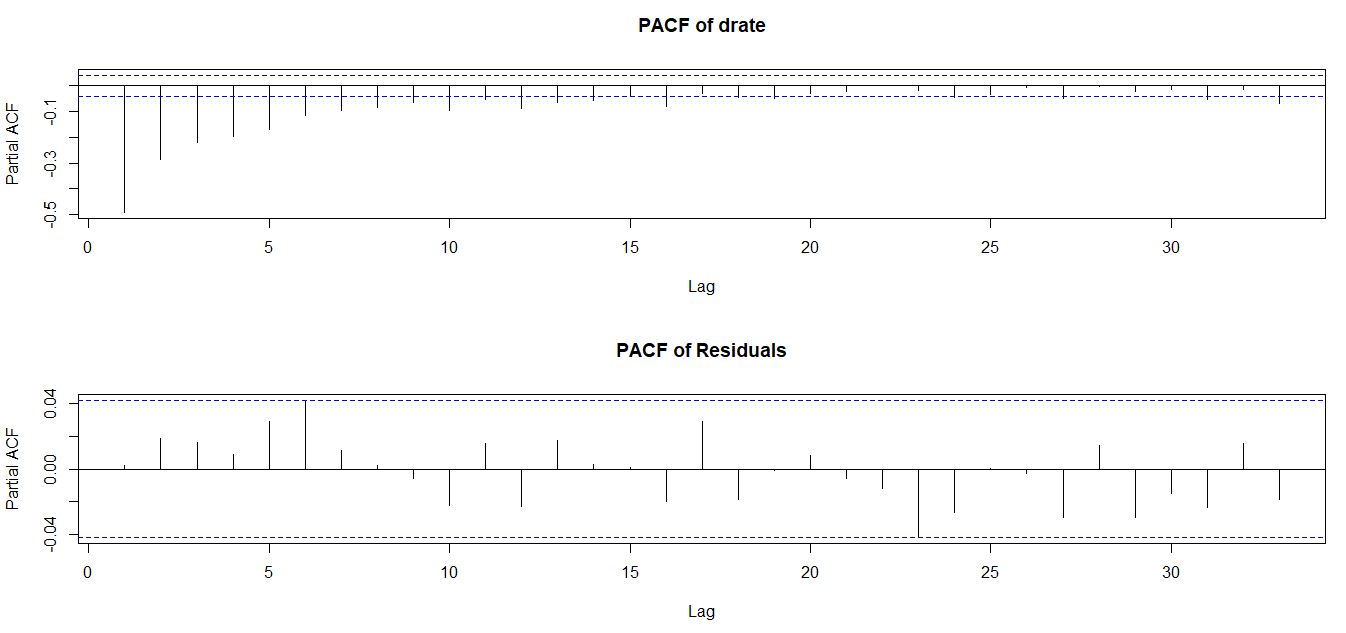 PACF of drate
Partial ACF
-0.1
-0.3
-0.5
0 5 10 15 20 25 30
Lag
PACF of Residuals
Partial ACF
0.04
0.00
-0.04
0 5 10 15 20 25 30
Lag